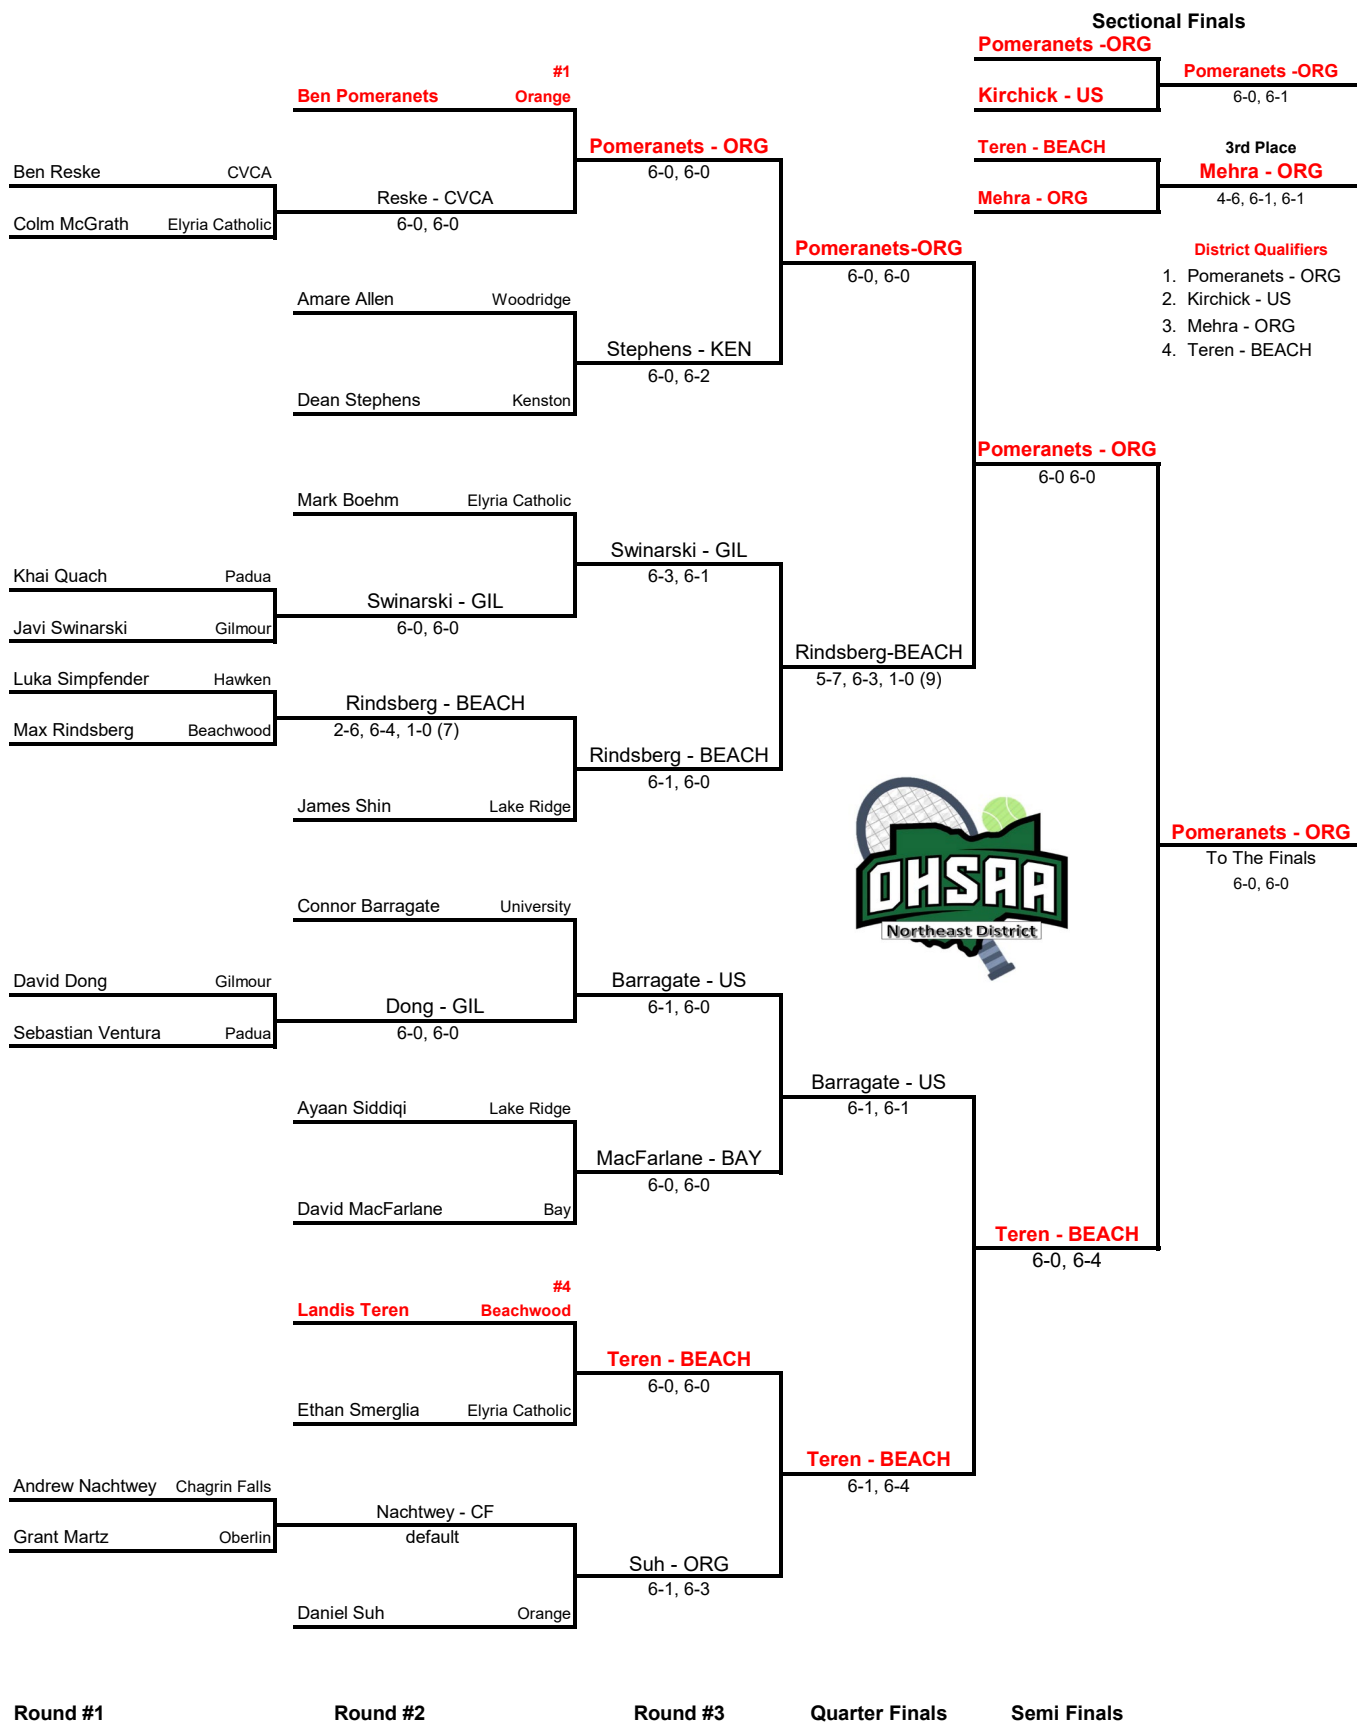 Sectional Finals
Pomeranets -ORG
#1
Pomeranets -ORG
Ben Pomeranets Orange
Kirchick - US
6-0, 6-1
Pomeranets - ORG
Teren - BEACH
3rd Place
Ben Reske CVCA
6-0, 6-0
Mehra - ORG
Reske - CVCA
Mehra - ORG
4-6, 6-1, 6-1
Colm McGrath Elyria Catholic
6-0, 6-0
Pomeranets-ORG
District Qualifiers
6-0, 6-0
1. Pomeranets - ORG
Amare Allen Woodridge
2. Kirchick - US
3. Mehra - ORG
Stephens - KEN
4. Teren - BEACH
6-0, 6-2
Dean Stephens Kenston
Pomeranets - ORG
6-0 6-0
Mark Boehm Elyria Catholic
Swinarski - GIL
Khai Quach Padua
6-3, 6-1
Swinarski - GIL
Javi Swinarski Gilmour
6-0, 6-0
Rindsberg-BEACH
Luka Simpfender Hawken
5-7, 6-3, 1-0 (9)
Rindsberg - BEACH
Max Rindsberg Beachwood
2-6, 6-4, 1-0 (7)
Rindsberg - BEACH
6-1, 6-0
James Shin Lake Ridge
Pomeranets - ORG
To The Finals
OHSAA
6-0, 6-0
Connor Barragate University
Northeast District
David Dong Gilmour
Barragate - US
Dong - GIL
6-1, 6-0
Sebastian Ventura Padua
6-0, 6-0
Barragate - US
Ayaan Siddiqi Lake Ridge
6-1, 6-1
MacFarlane - BAY
6-0, 6-0
David MacFarlane Bay
Teren - BEACH
6-0, 6-4
#4
Landis Teren Beachwood
Teren - BEACH
6-0, 6-0
Ethan Smerglia Elyria Catholic
Teren - BEACH
Andrew Nachtwey Chagrin Falls
6-1, 6-4
Nachtwey - CF
Grant Martz Oberlin
default
Suh - ORG
6-1, 6-3
Daniel Suh Orange
Round #1 Round #2 Round #3 Quarter Finals Semi Finals